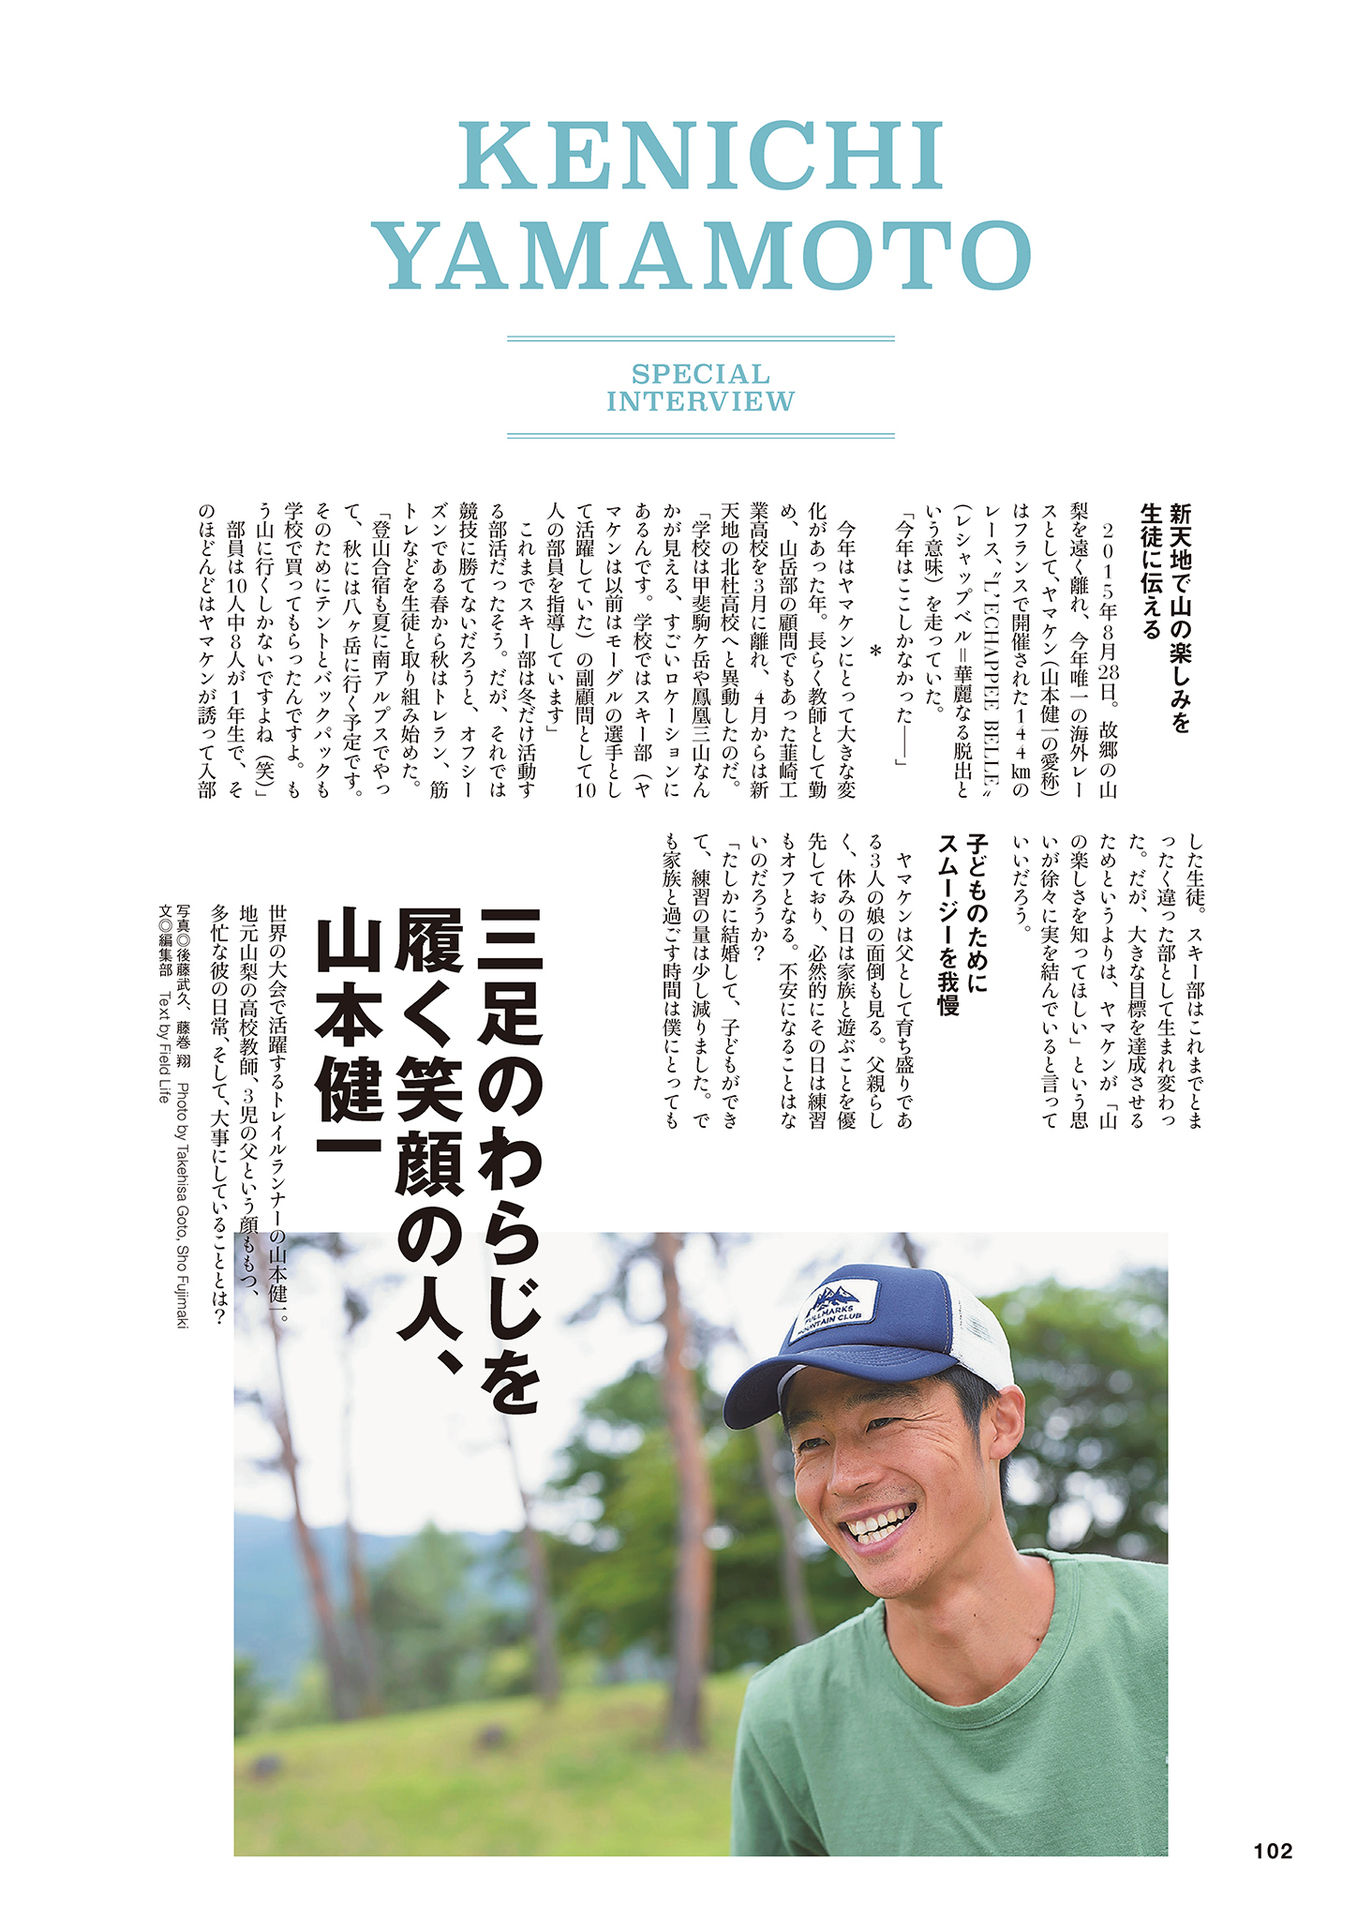 KENICHI
YAMAMOTO
SPECIAL
INTERVIEW
新天地で山の楽しみを
生徒に伝える
2015年8月28日。故郷の山
梨を遠く離れ、今年唯一の海外レー
スとして、ヤマケン（山本健一の愛称）
はフランスで開催された144㎞の
レース、〝L'ECHAPPEE BELLE〟
（レシャップベル＝華麗なる脱出と
いう意味）を走っていた。
「今年はここしかなかった――」
＊
今年はヤマケンにとって大きな変
化があった年。長らく教師として勤
め、山岳部の顧問でもあった韮崎工
業高校を3月に離れ、4月からは新
天地の北杜高校へと異動したのだ。
「学校は甲斐駒ケ岳や鳳凰三山なん
かが見える、すごいロケーションに
あるんです。学校ではスキー部（ヤ
マケンは以前はモーグルの選手とし
て活躍していた）の副顧問として10
人の部員を指導しています」
これまでスキー部は冬だけ活動す
る部活だったそう。だが、それでは
競技に勝てないだろうと、オフシー
ズンである春から秋はトレラン、筋
トレなどを生徒と取り組み始めた。
「登山合宿も夏に南アルプスでやっ
て、秋には八ヶ岳に行く予定です。
そのためにテントとバックパックも
学校で買ってもらったんですよ。も
う山に行くしかないですよね（笑）」
部員は10人中8人が1年生で、そ
のほどんどはヤマケンが誘って入部
した生徒。スキー部はこれまでとま
ったく違った部として生まれ変わっ
た。だが、大きな目標を達成させる
ためというよりは、ヤマケンが「山
の楽しさを知ってほしい」という思
いが徐々に実を結んでいると言って
いいだろう。
子どものために
スムージーを我慢
ヤマケンは父として育ち盛りであ
る3人の娘の面倒も見る。父親らし
く、休みの日は家族と遊ぶことを優
先しており、必然的にその日は練習
もオフとなる。不安になることはな
いのだろうか？
「たしかに結婚して、子どもができ
て、練習の量は少し減りました。で
も家族と過ごす時間は僕にとっても
三足のわらじを
履く笑顔の人、
山本健一
世界の大会で活躍するトレイルランナーの山本健一。
地元山梨の高校教師、3児の父という顔ももつ、
多忙な彼の日常、そして、大事にしていることとは？
写真◎後藤武久、藤巻 翔 Photo by Takehisa Goto, Sho Fujimaki
文◎編集部 Text by Field Life
FULLMARKS
MOUNTAIN CLUB
102